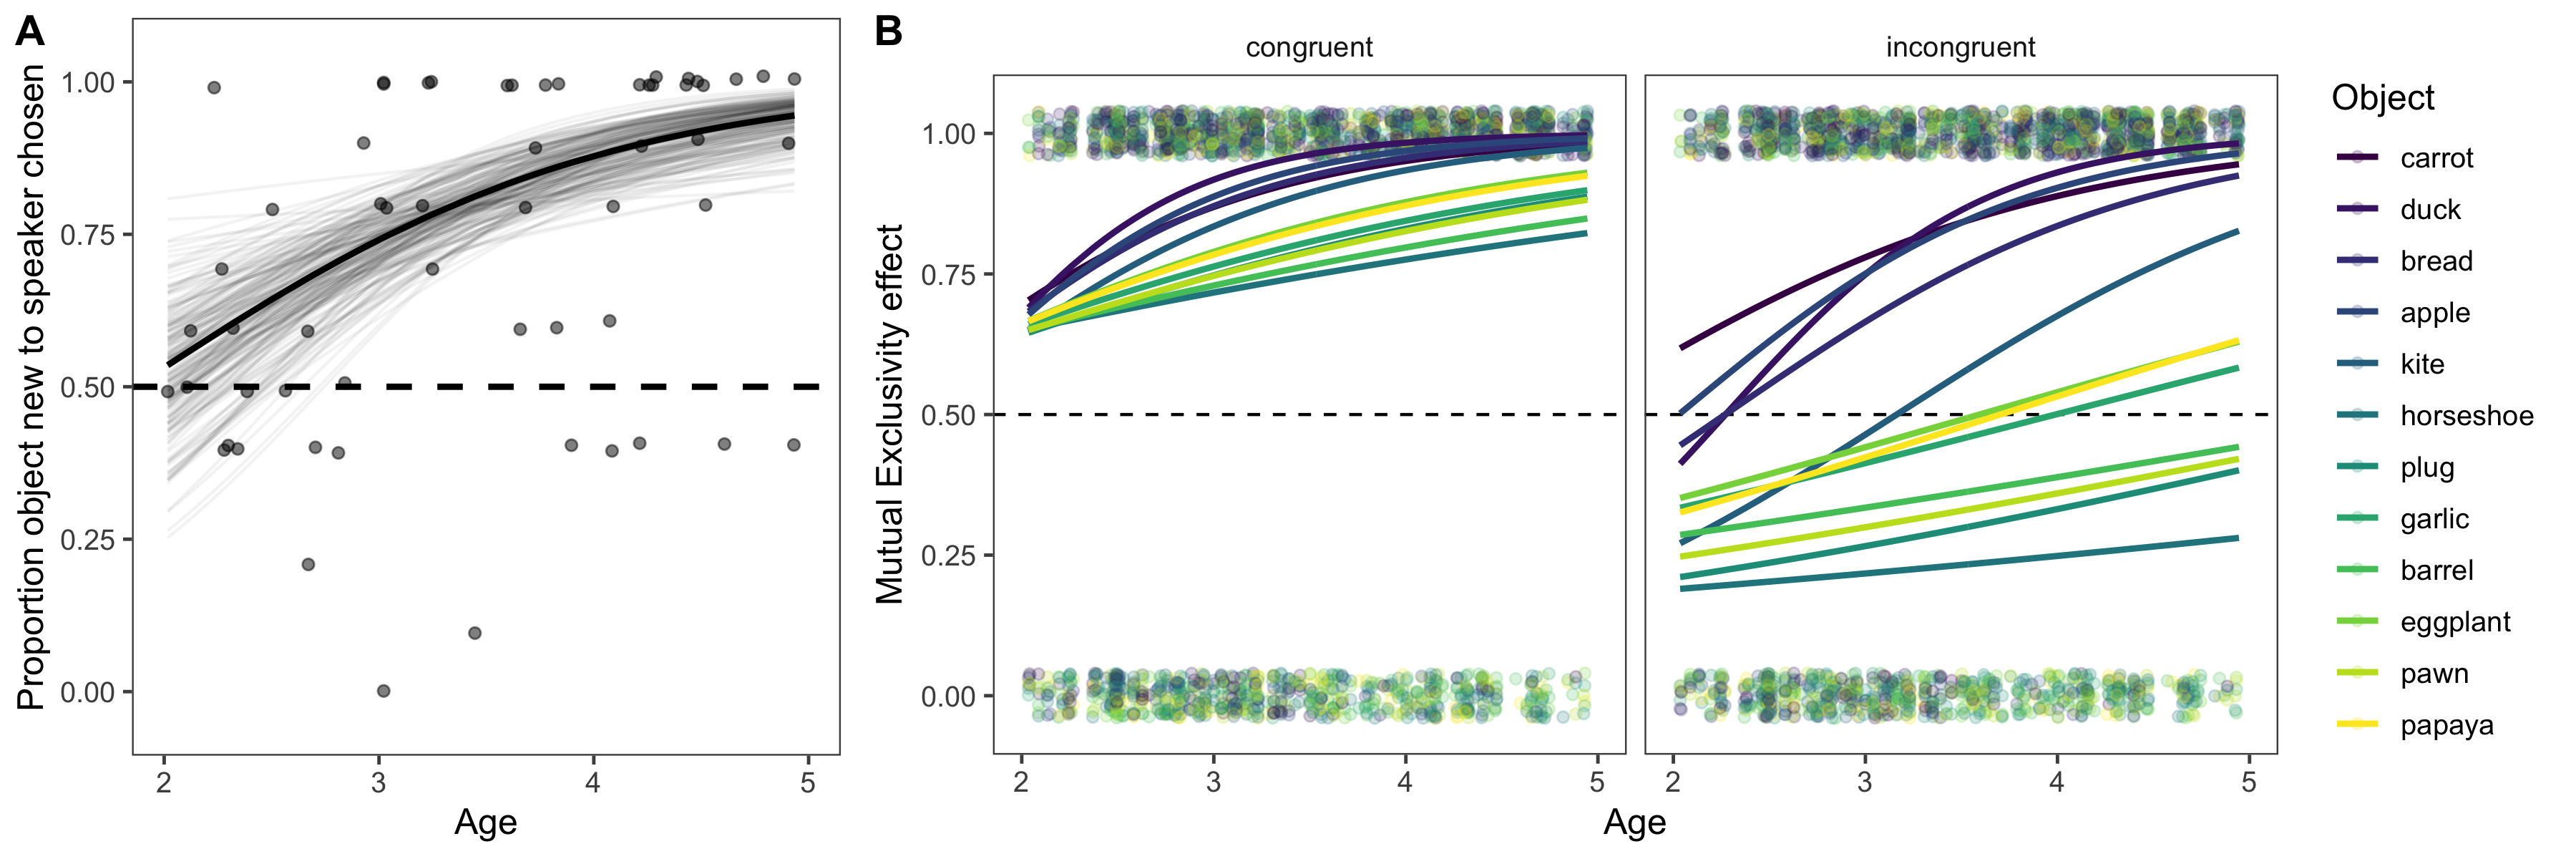 A
Proportion object new to speaker chosen
1.00
0.75
0.50
0.25
0.00
2 3 4 5
Age
B
congruent incongruent
Mutual Exclusivity effect
1.00
0.75
0.50
0.25
0.00
2 3 4 5 2 3 4 5
Age
Object
carrot
duck
bread
apple
kite
horseshoe
plug
garlic
barrel
eggplant
pawn
papaya